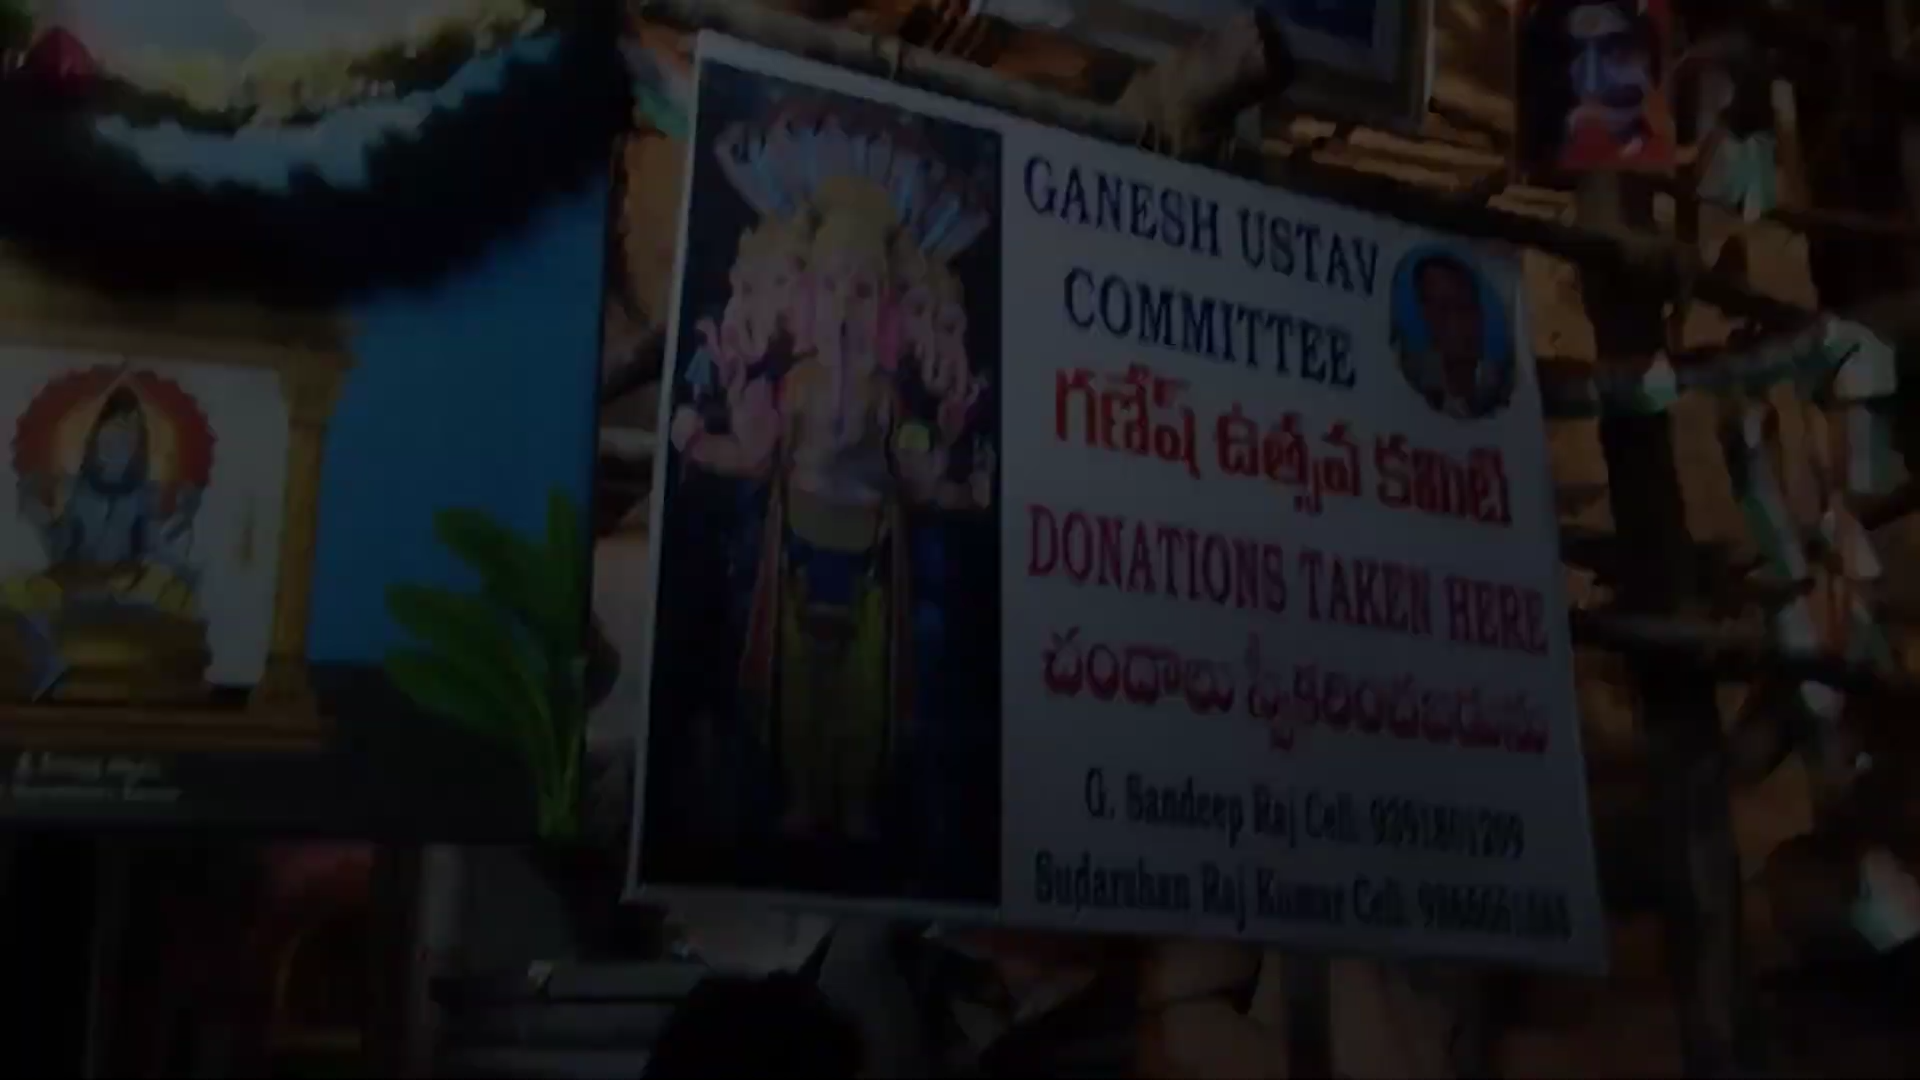 GANESH USTAV
COMMITTEE
గణేష్ ఉత్సవ కమిటి
DONATIONS TAKEN HERE
చందాలు స్వీకరించబడును
G. Sandeep Raj Cell: 9391801209
Sudarshan Raj Kumar Cell: